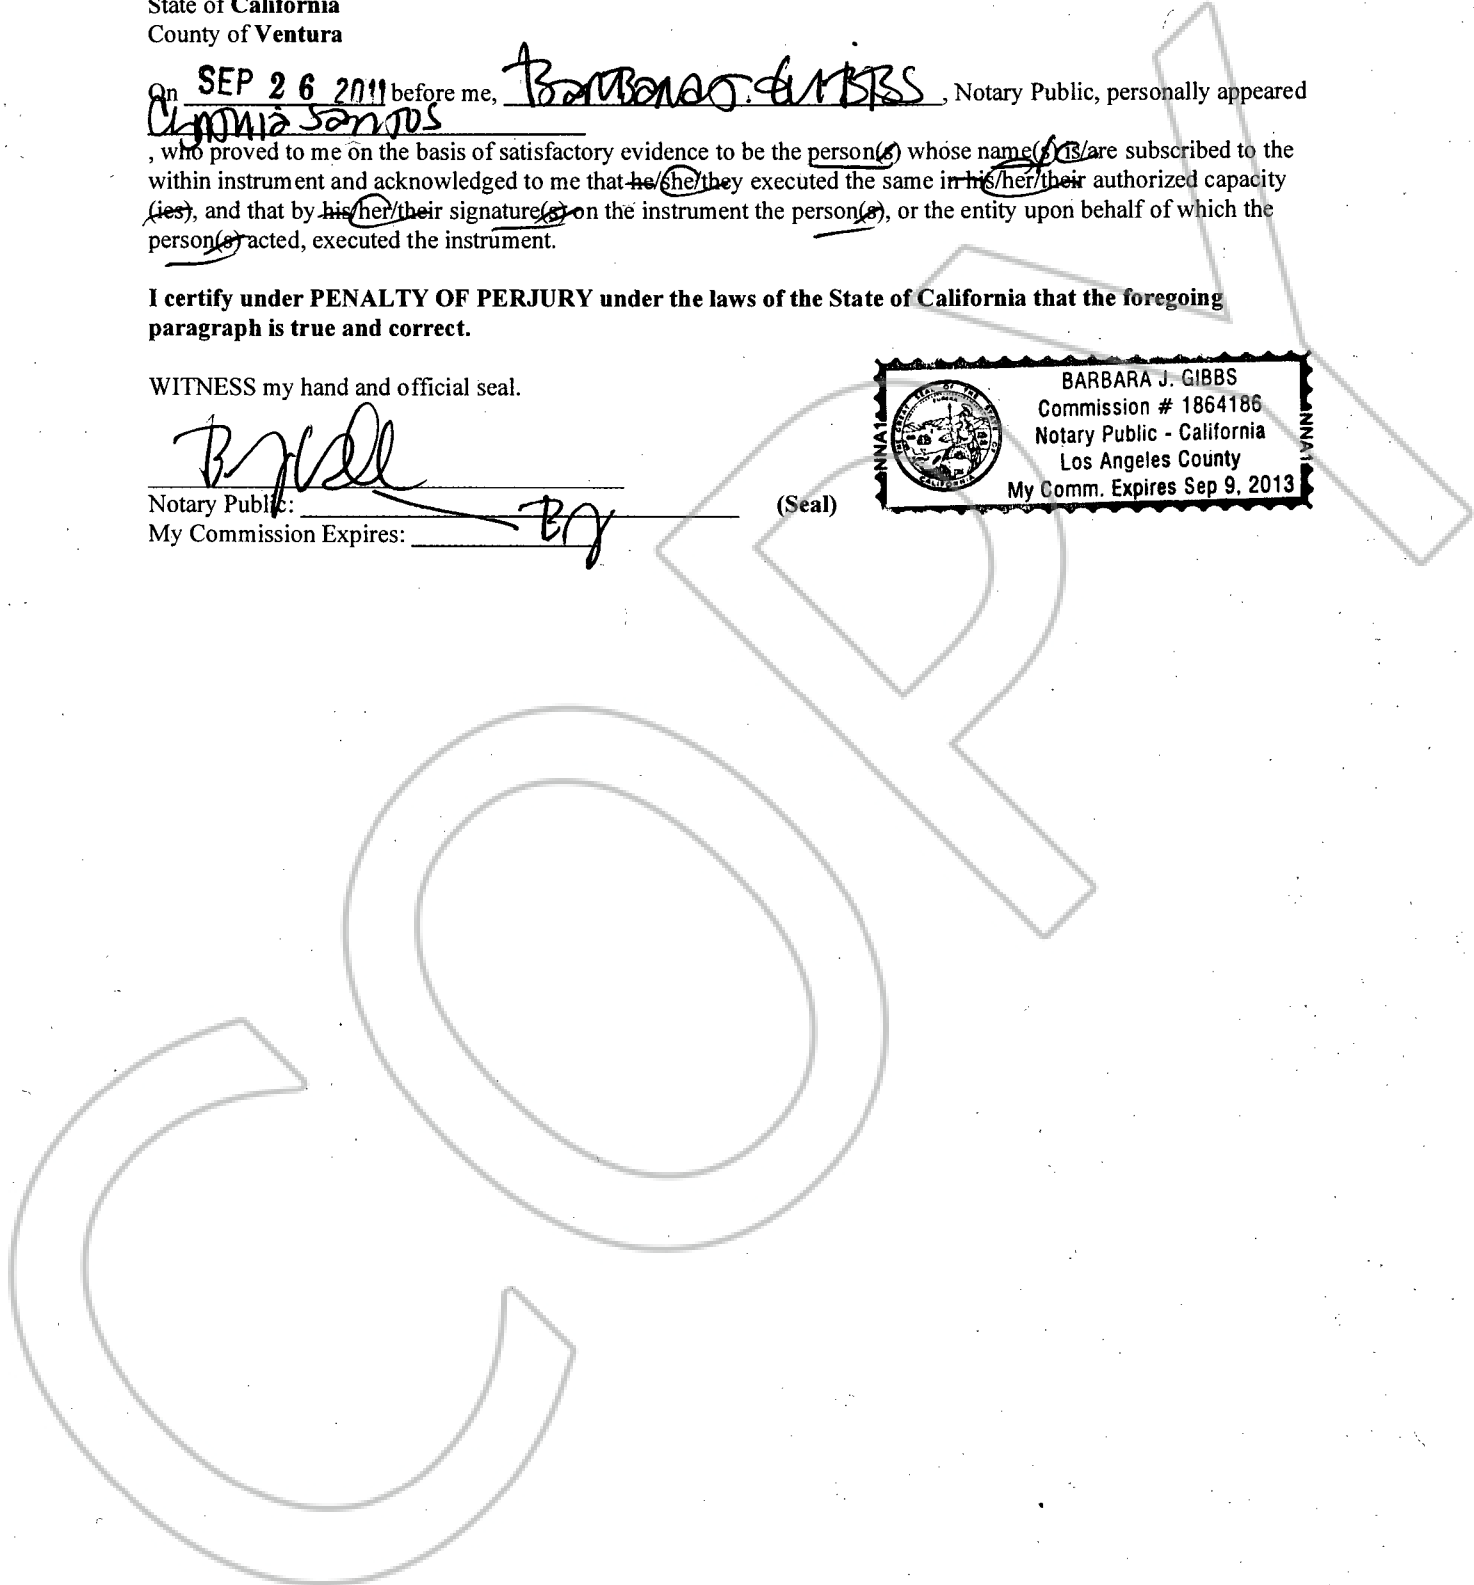 State of California
County of Ventura
On SEP 26 2011 before me, Barbara J. Gibbs, Notary Public, personally appeared
Cynthia Santos
, who proved to me on the basis of satisfactory evidence to be the person(s) whose name(s) is/are subscribed to the
within instrument and acknowledged to me that he/she/they executed the same in his/her/their authorized capacity
(ies), and that by his/her/their signature(s) on the instrument the person(s), or the entity upon behalf of which the
person(s) acted, executed the instrument.
I certify under PENALTY OF PERJURY under the laws of the State of California that the foregoing
paragraph is true and correct.
WITNESS my hand and official seal.
Notary Public:
My Commission Expires:
(Seal)
BARBARA J. GIBBS
Commission # 1864186
Notary Public - California
Los Angeles County
My Comm. Expires Sep 9, 2013
NNA1
NNA1
COPY